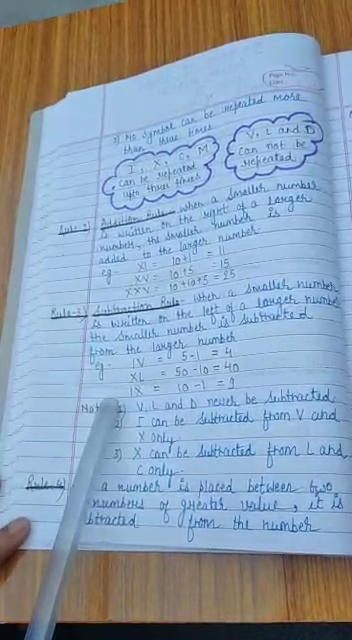 Page No.
Date
3) No symbol can be repeated more
than three times
I, X, C, M
can be repeated
upto three times
V, L and D
can not be
repeated
Rule-2) Addition Rule- when a smaller number
is written on the right of a larger
number, the smaller number is
added to the larger number.
eg- XI = 10+1 = 11
XV = 10+5 = 15
XXV = 10+10+5 = 25
Rule-3) Subtraction Rule- when a smaller number
is written on the left of a larger number
the smaller number is subtracted
from the larger number
eg- IV = 5-1 = 4
XL = 50-10 = 40
IX = 10-1 = 9
Not V, L and D never be subtracted
2) I can be subtracted from V and
X only.
3) X can be subtracted from L and
C only.
Rule-4) a number is placed between two
numbers of greater value, it is
btracted from the number